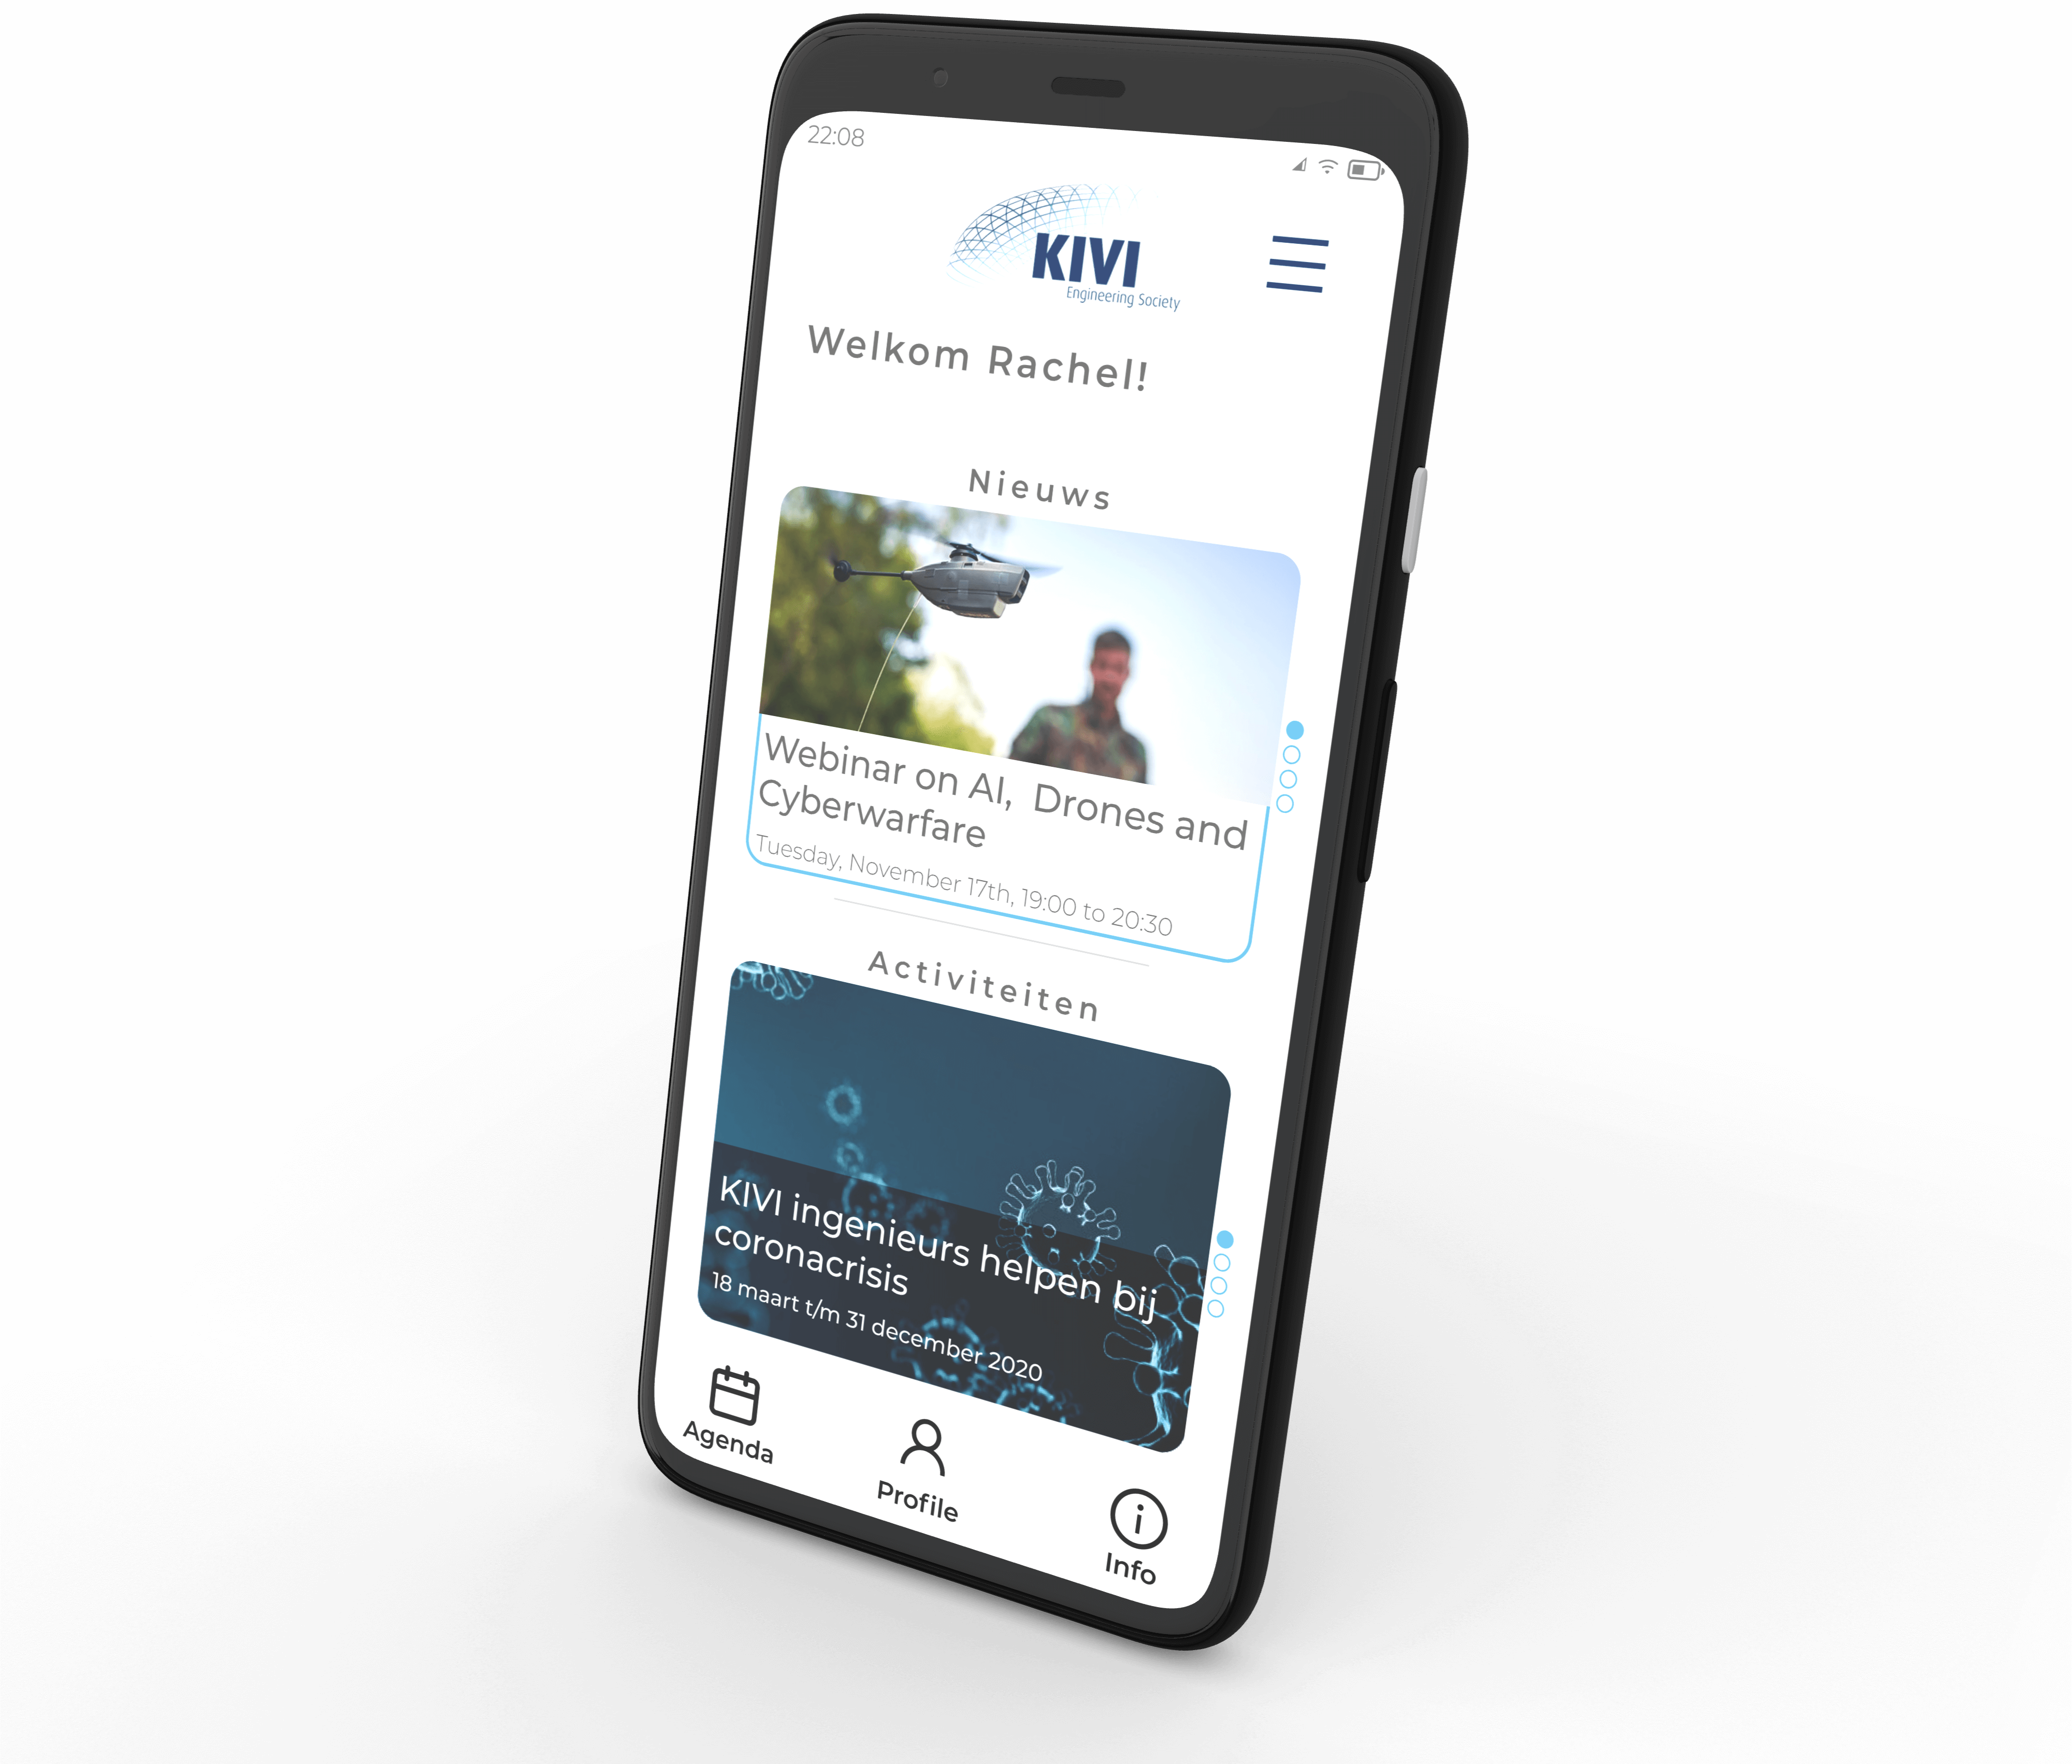 22:08
KIVI
Engineering Society
Welkom Rachel!
Nieuws
Webinar on AI, Drones and
Cyberwarfare
Tuesday, November 17th, 19:00 to 20:30
Activiteiten
KIVI ingenieurs helpen bij
coronacrisis
18 maart t/m 31 december 2020
Agenda
Profile
Info